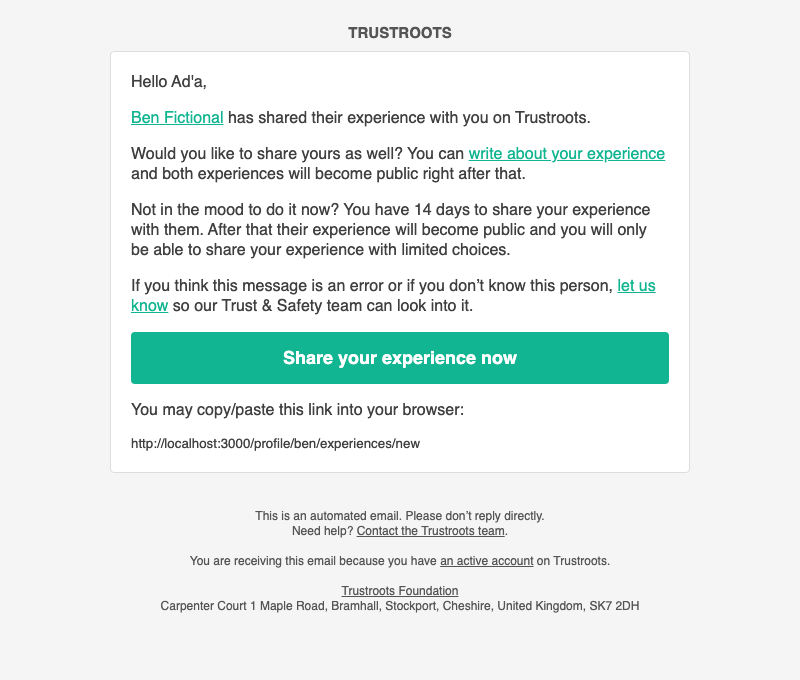 TRUSTROOTS
Hello Ad'a,
Ben Fictional has shared their experience with you on Trustroots.
Would you like to share yours as well? You can write about your experience
and both experiences will become public right after that.
Not in the mood to do it now? You have 14 days to share your experience
with them. After that their experience will become public and you will only
be able to share your experience with limited choices.
If you think this message is an error or if you don’t know this person, let us
know so our Trust & Safety team can look into it.
Share your experience now
You may copy/paste this link into your browser:
http://localhost:3000/profile/ben/experiences/new
This is an automated email. Please don’t reply directly.
Need help? Contact the Trustroots team.
You are receiving this email because you have an active account on Trustroots.
Trustroots Foundation
Carpenter Court 1 Maple Road, Bramhall, Stockport, Cheshire, United Kingdom, SK7 2DH